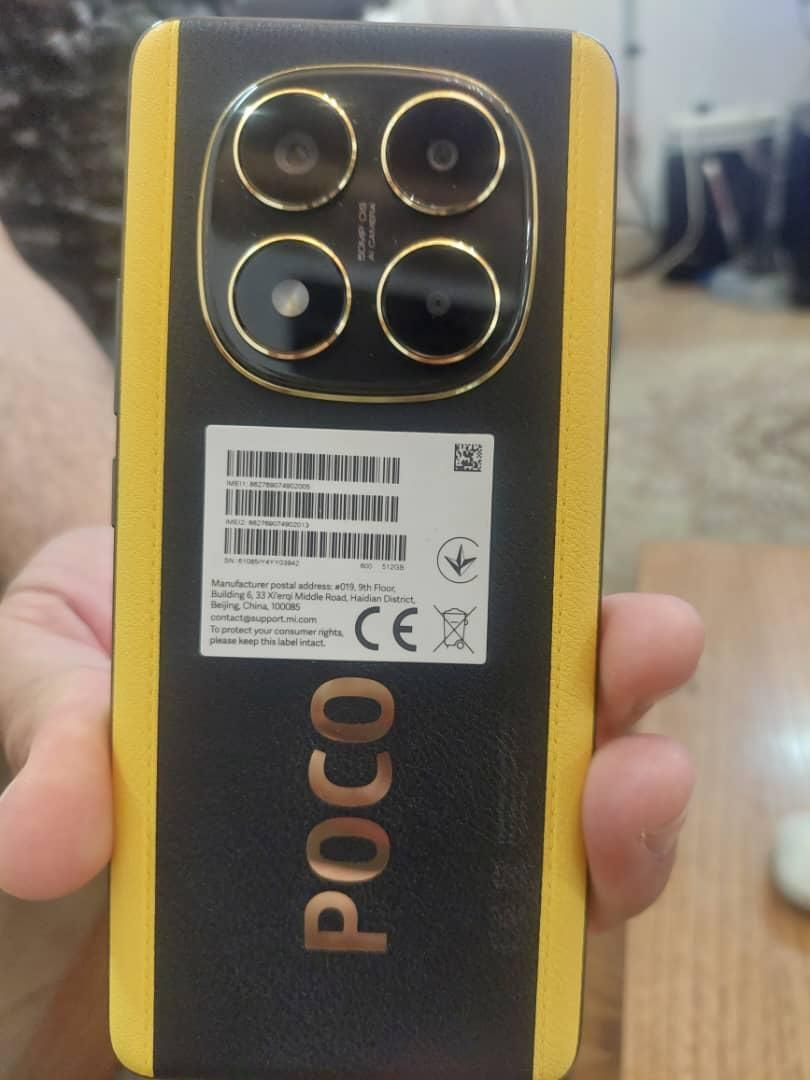 50MP OIS
AI CAMERA
IMEI1: 862769074902005
IMEI2: 862769074902013
SN: 61085/Y4YY03942 600 512GB
Manufacturer postal address: #019, 9th Floor,
Building 6, 33 Xi'erqi Middle Road, Haidian District,
Beijing, China, 100085
contact@support.mi.com
To protect your consumer rights,
please keep this label intact.
CE
POCO